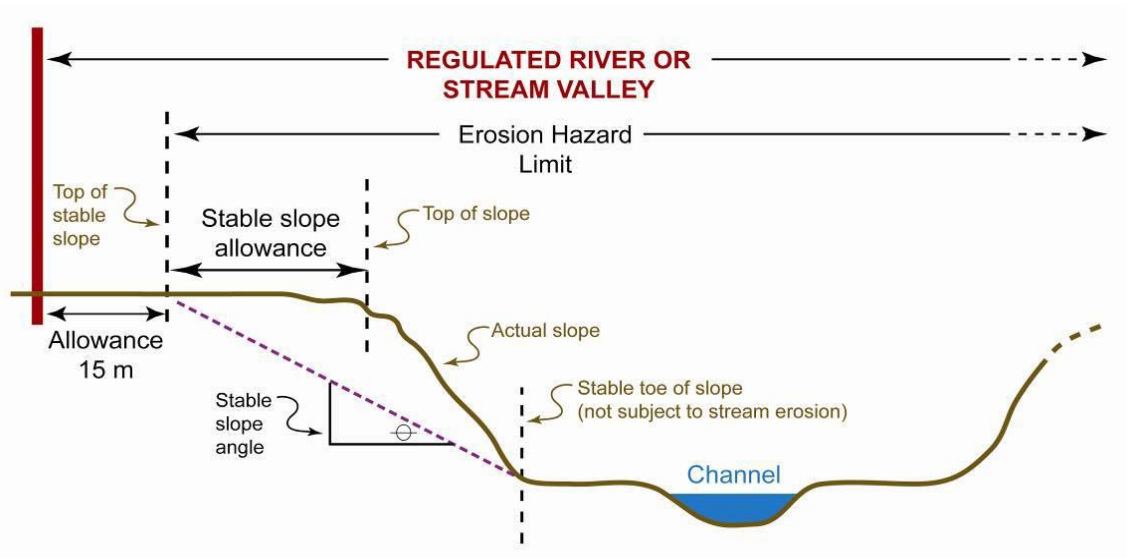 REGULATED RIVER OR
STREAM VALLEY
Erosion Hazard
Limit
Top of
stable
slope
Stable slope
allowance
Top of slope
Allowance
15 m
Actual slope
Stable
slope
angle
Stable toe of slope
(not subject to stream erosion)
Channel